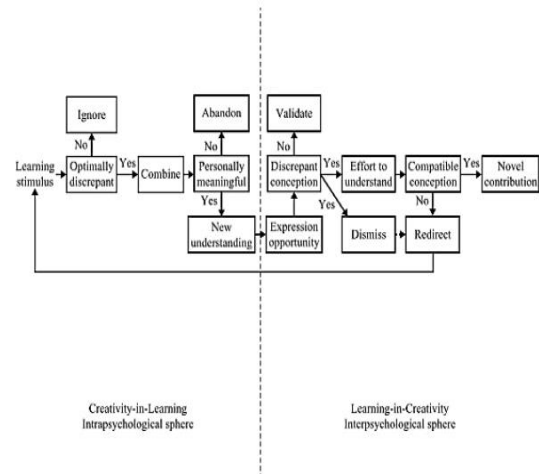 Ignore
Abandon
Validate
No
No
No
Learning
stimulus
Optimally
discrepant
Yes
Combine
Personally
meaningful
Discrepant
conception
Yes
Effort to
understand
Compatible
conception
Yes
Novel
contribution
Yes
Yes
No
New
understanding
Expression
opportunity
Dismiss
Redirect
Creativity-in-Learning
Intrapsychological sphere
Learning-in-Creativity
Interpsychological sphere